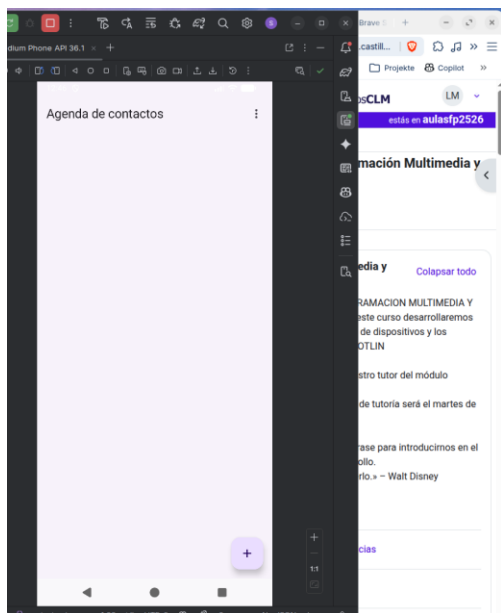 Brave S
dium Phone API 36.1
.castill...
Projekte
Copilot
osCLM
LM
estás en aulasfp2526
Agenda de contactos
mación Multimedia y
edia y
Colapsar todo
RAMACION MULTIMEDIA Y
este curso desarrollaremos
de dispositivos y los
OTLIN
stro tutor del módulo
de tutoría será el martes de
rase para introducirnos en el
ollo.
rlo.» – Walt Disney
+
1:1
cias